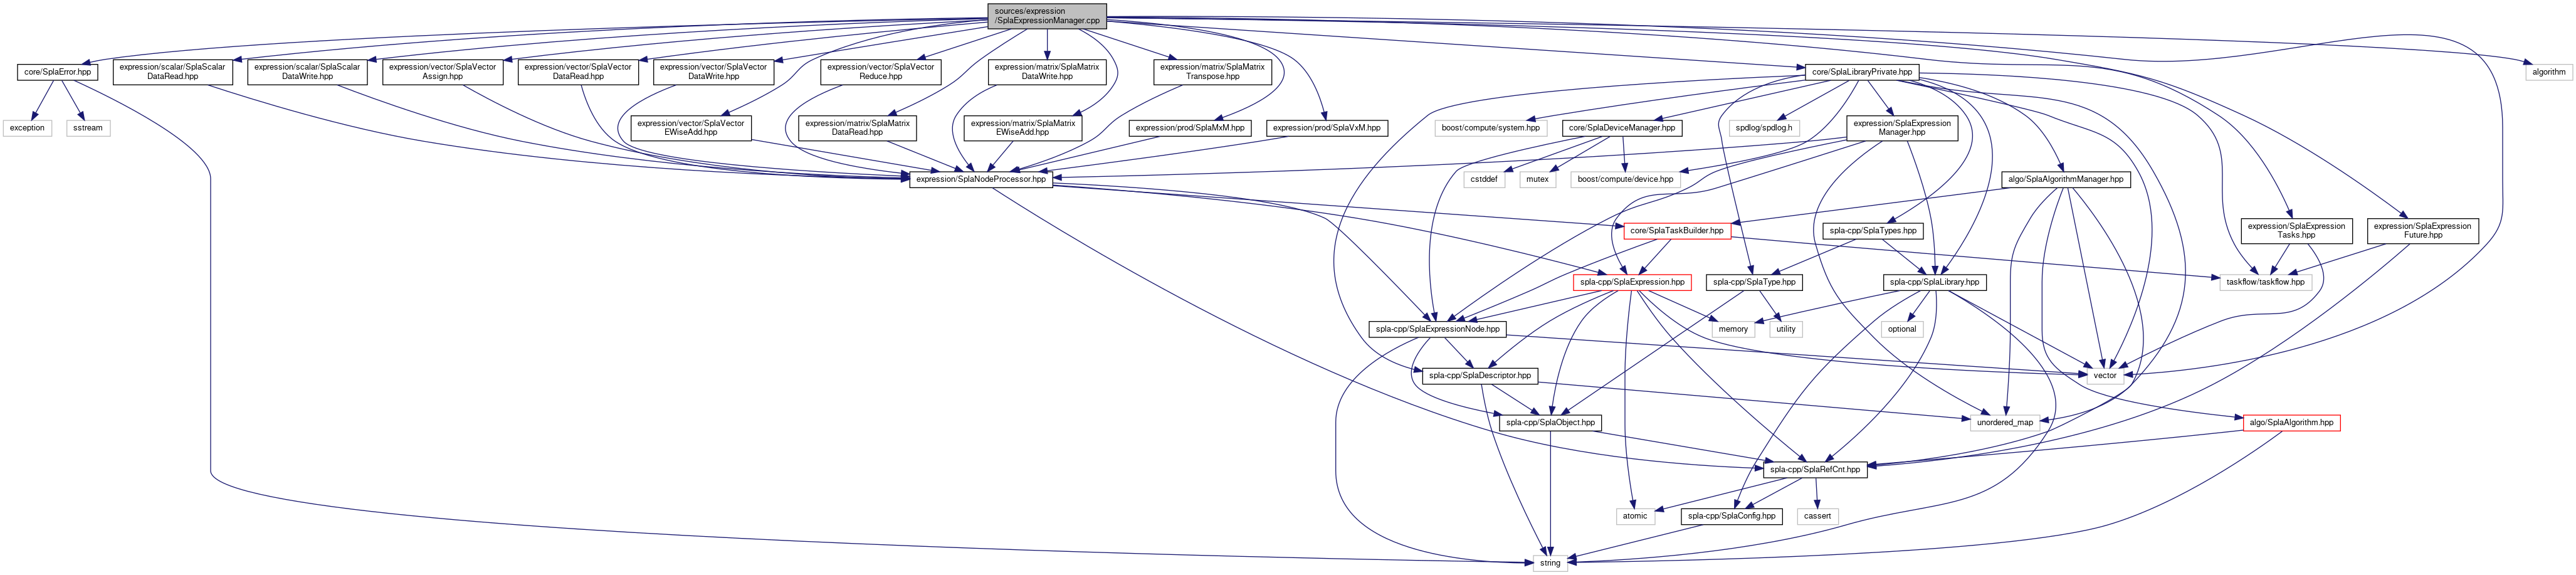 sources/expression
/SplaExpressionManager.cpp
core/SplaError.hpp
expression/scalar/SplaScalar
DataRead.hpp
expression/scalar/SplaScalar
DataWrite.hpp
expression/vector/SplaVector
Assign.hpp
expression/vector/SplaVector
DataRead.hpp
expression/vector/SplaVector
DataWrite.hpp
expression/vector/SplaVector
Reduce.hpp
expression/matrix/SplaMatrix
DataWrite.hpp
expression/matrix/SplaMatrix
Transpose.hpp
core/SplaLibraryPrivate.hpp
algorithm
exception
sstream
expression/vector/SplaVector
EWiseAdd.hpp
expression/matrix/SplaMatrix
DataRead.hpp
expression/matrix/SplaMatrix
EWiseAdd.hpp
expression/prod/SplaMxM.hpp
expression/prod/SplaVxM.hpp
boost/compute/system.hpp
core/SplaDeviceManager.hpp
spdlog/spdlog.h
expression/SplaExpression
Manager.hpp
expression/SplaNodeProcessor.hpp
cstddef
mutex
boost/compute/device.hpp
algo/SplaAlgorithmManager.hpp
core/SplaTaskBuilder.hpp
spla-cpp/SplaTypes.hpp
expression/SplaExpression
Tasks.hpp
expression/SplaExpression
Future.hpp
spla-cpp/SplaExpression.hpp
spla-cpp/SplaType.hpp
spla-cpp/SplaLibrary.hpp
taskflow/taskflow.hpp
spla-cpp/SplaExpressionNode.hpp
memory
utility
optional
spla-cpp/SplaDescriptor.hpp
vector
spla-cpp/SplaObject.hpp
unordered_map
algo/SplaAlgorithm.hpp
spla-cpp/SplaRefCnt.hpp
atomic
spla-cpp/SplaConfig.hpp
cassert
string